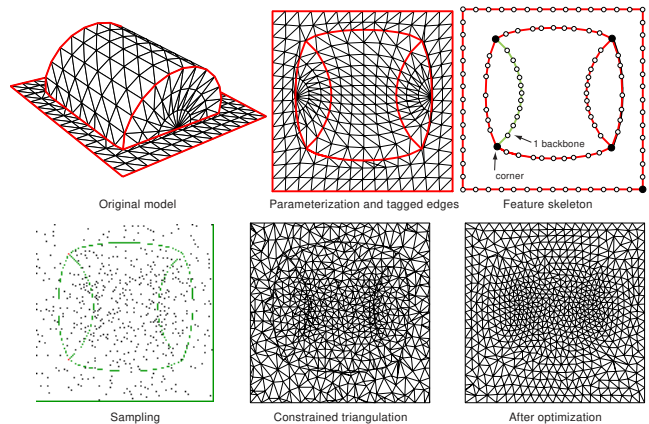 1 backbone
corner
Original model
Parameterization and tagged edges
Feature skeleton
Sampling
Constrained triangulation
After optimization